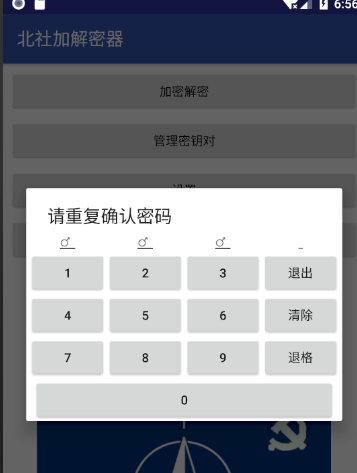 6:56
北社加解密器
加密解密
管理密钥对
请重复确认密码
♂ ♂ ♂ _
1 2 3 退出
4 5 6 清除
7 8 9 退格
0